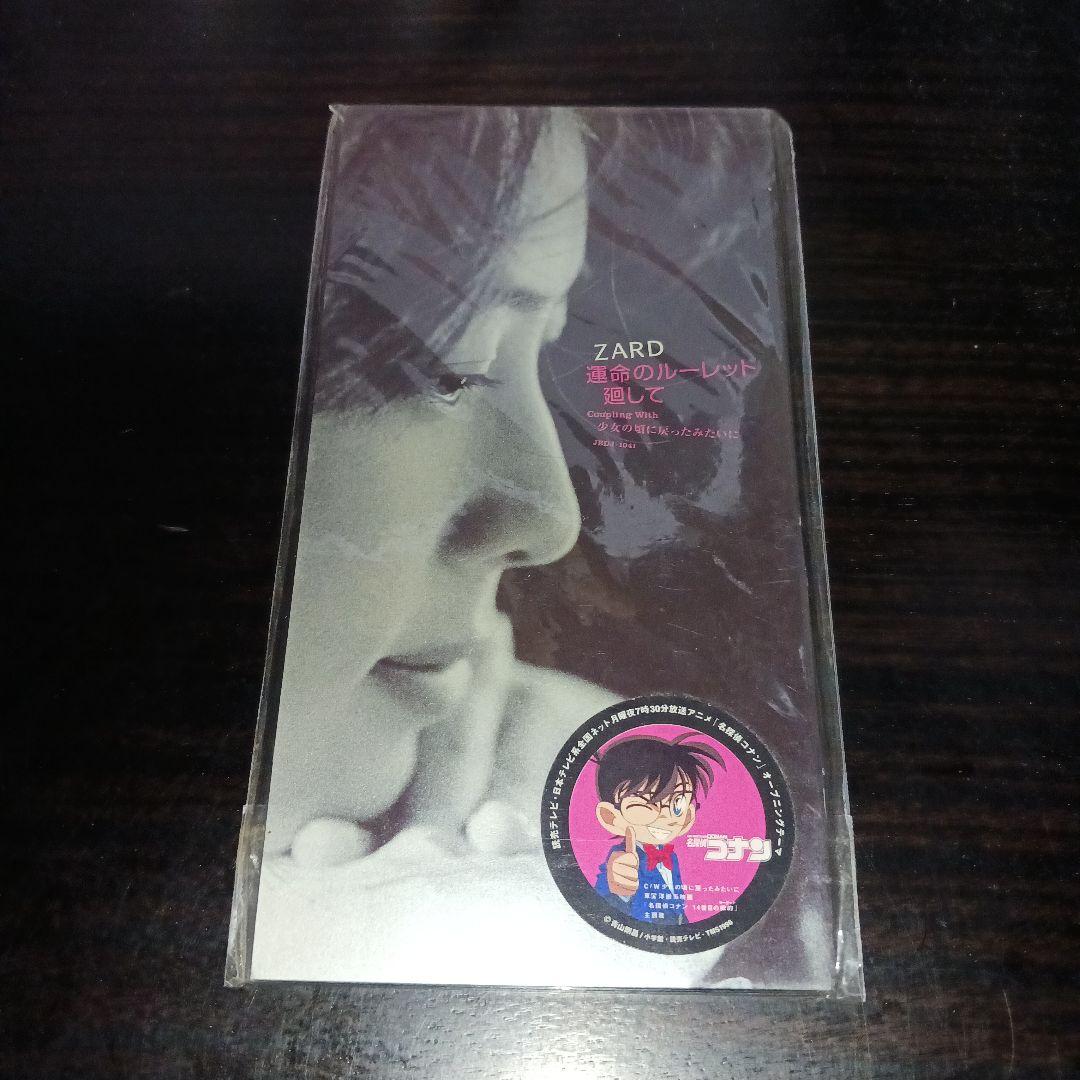 ZARD
運命のルーレット
廻して
Coupling With
少女の頃に戻ったみたいに
JBDJ-1041
読売テレビ・日本テレビ系全国ネット月曜夜7時30分放送アニメ「名探偵コナン」オープニングテーマ
名探偵コナン
CONAN
C/W 少女の頃に戻ったみたいに
東宝洋画系映画
「名探偵コナン 14番目の標的」
主題歌
©青山剛昌/小学館・読売テレビ・TMS1998